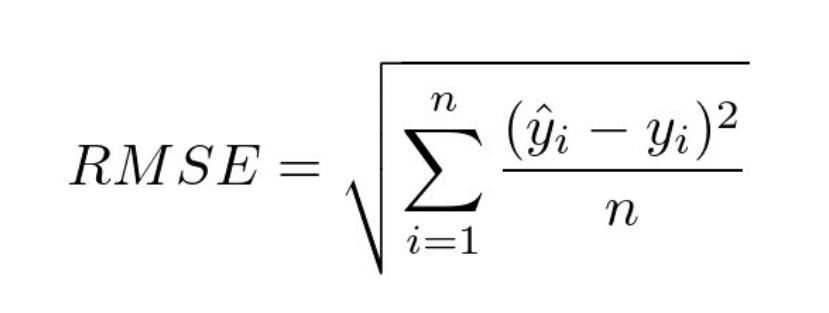 RMSE = \sqrt{\sum_{i=1}^{n} \frac{(\hat{y}_i - y_i)^2}{n}}